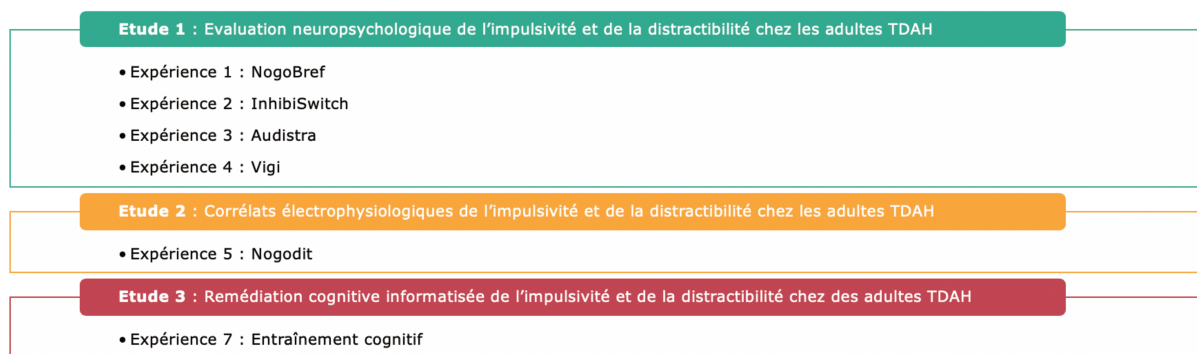 Etude 1 : Evaluation neuropsychologique de l'impulsivité et de la distractibilité chez les adultes TDAH
• Expérience 1 : NogoBref
• Expérience 2 : InhibiSwitch
• Expérience 3 : Audistra
• Expérience 4 : Vigi
Etude 2 : Corrélats électrophysiologiques de l'impulsivité et de la distractibilité chez les adultes TDAH
• Expérience 5 : Nogodit
Etude 3 : Remédiation cognitive informatisée de l'impulsivité et de la distractibilité chez des adultes TDAH
• Expérience 7 : Entraînement cognitif